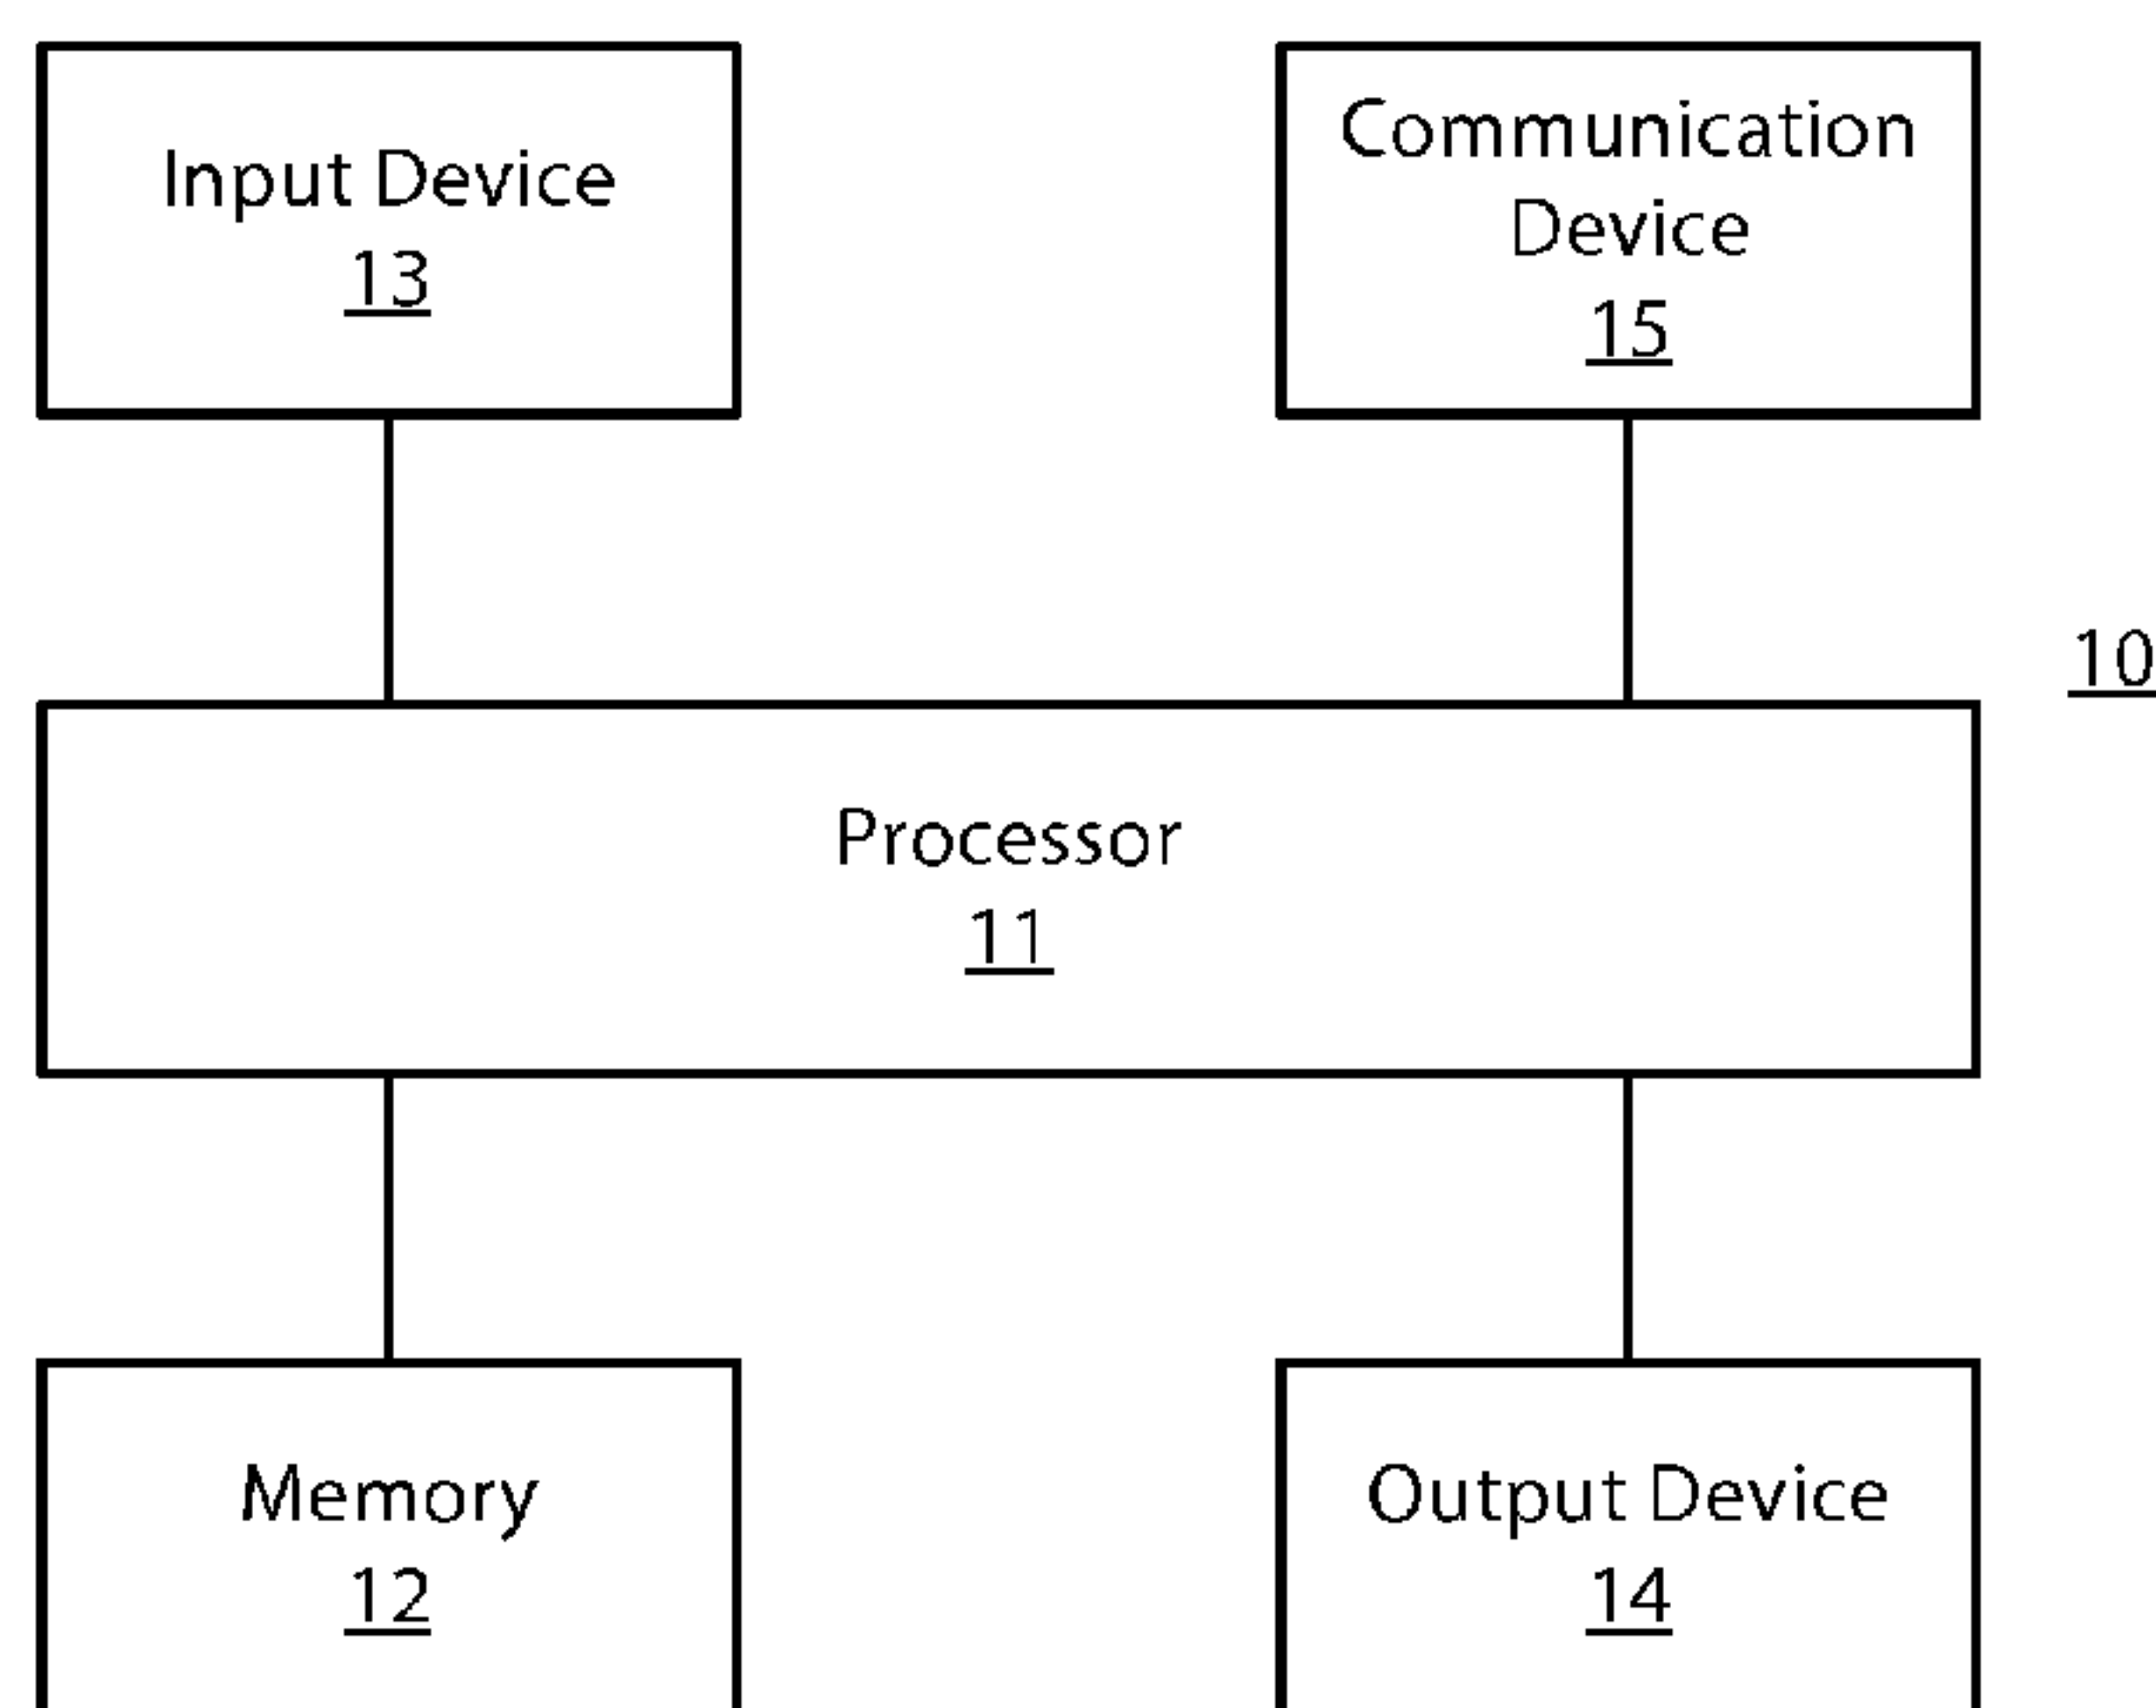 Input Device
13
Communication
Device
15
10
Processor
11
Memory
12
Output Device
14